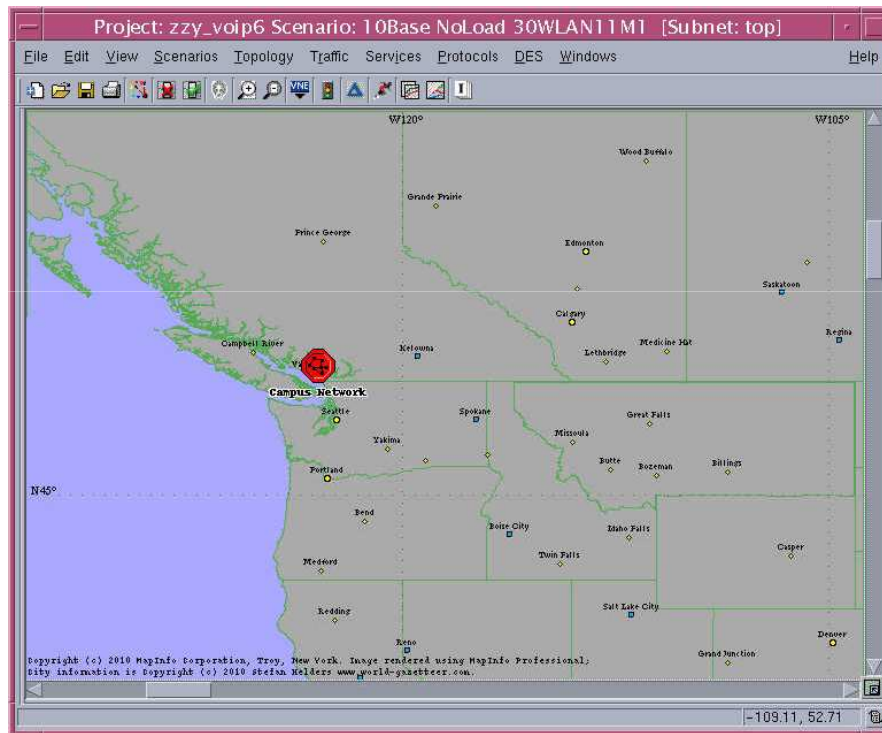 Project: zzy_voip6 Scenario: 10Base NoLoad 30WLAN11M1 [Subnet: top]
File Edit View Scenarios Topology Traffic Services Protocols DES Windows Help
VNE
W120° W105°
Wood Buffalo
Grande Prairie
Prince George
Edmonton
Saskatoon
Calgary
Regina
Campbell River
Kelowna
Medicine Hat
Lethbridge
Campus Network
Seattle
Spokane
Great Falls
Missoula
Yakima
Butte
Bozeman
Billings
Portland
N45°
Bend
Boise City
Idaho Falls
Casper
Twin Falls
Medford
Redding
Salt Lake City
Reno
Denver
Grand Junction
Copyright (c) 2010 MapInfo Corporation, Troy, New York. Image rendered using MapInfo Professional;
City information is Copyright (c) 2010 Stefan Helders www.world-gazetteer.com.
-109.11, 52.71